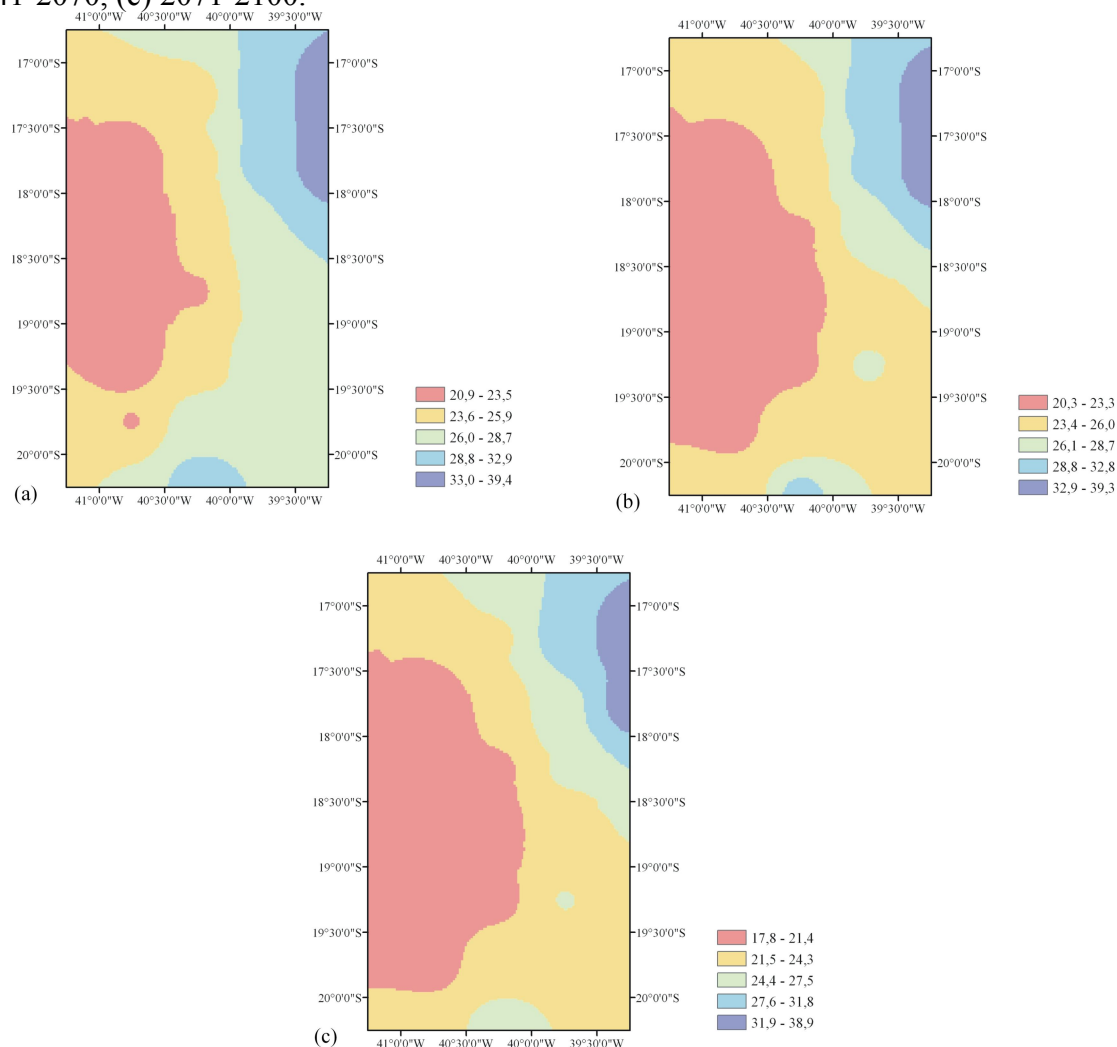 41-2070; (c) 2071-2100.
41°0'0"W 40°30'0"W 40°0'0"W 39°30'0"W
17°0'0"S 17°0'0"S
17°30'0"S 17°30'0"S
18°0'0"S 18°0'0"S
18°30'0"S 18°30'0"S
19°0'0"S 19°0'0"S
19°30'0"S 19°30'0"S
20°0'0"S 20°0'0"S
41°0'0"W 40°30'0"W 40°0'0"W 39°30'0"W
(a)
20,9 - 23,5
23,6 - 25,9
26,0 - 28,7
28,8 - 32,9
33,0 - 39,4
41°0'0"W 40°30'0"W 40°0'0"W 39°30'0"W
17°0'0"S 17°0'0"S
17°30'0"S 17°30'0"S
18°0'0"S 18°0'0"S
18°30'0"S 18°30'0"S
19°0'0"S 19°0'0"S
19°30'0"S 19°30'0"S
20°0'0"S 20°0'0"S
41°0'0"W 40°30'0"W 40°0'0"W 39°30'0"W
(b)
20,3 - 23,3
23,4 - 26,0
26,1 - 28,7
28,8 - 32,8
32,9 - 39,3
41°0'0"W 40°30'0"W 40°0'0"W 39°30'0"W
17°0'0"S 17°0'0"S
17°30'0"S 17°30'0"S
18°0'0"S 18°0'0"S
18°30'0"S 18°30'0"S
19°0'0"S 19°0'0"S
19°30'0"S 19°30'0"S
20°0'0"S 20°0'0"S
41°0'0"W 40°30'0"W 40°0'0"W 39°30'0"W
(c)
17,8 - 21,4
21,5 - 24,3
24,4 - 27,5
27,6 - 31,8
31,9 - 38,9